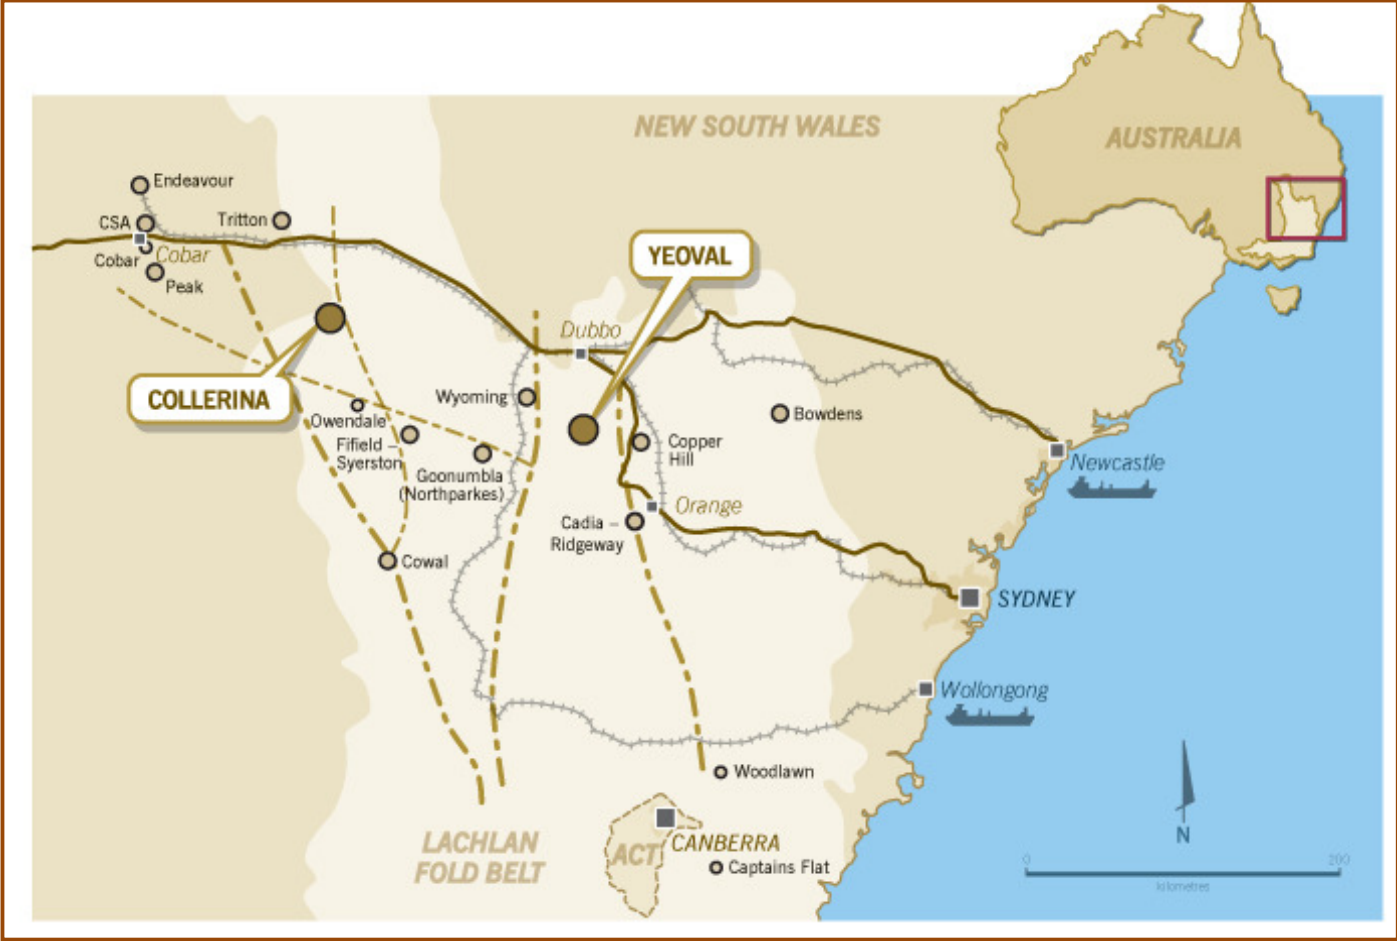 NEW SOUTH WALES
AUSTRALIA
Endeavour
CSA
Tritton
Cobar
Cobar
Peak
YEOVAL
Dubbo
COLLERINA
Wyoming
Owendale
Fifield –
Syerston
Goonumbla
(Northparkes)
Bowdens
Copper
Hill
Newcastle
Orange
Cadia –
Ridgeway
Cowal
SYDNEY
Wollongong
Woodlawn
LACHLAN
FOLD BELT
ACT
CANBERRA
Captains Flat
N
0 200
kilometres